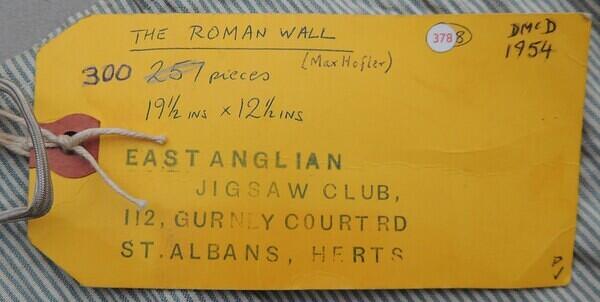 THE ROMAN WALL
(Max Hofler)
300 257 pieces
19½ INS × 12½ INS
EAST ANGLIAN
JIGSAW CLUB,
112, GURNEY COURT RD
ST. ALBANS, HERTS
3788
DMcD
1954
P